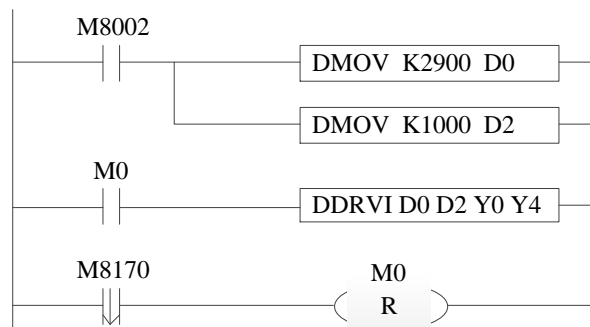 M8002
DMOV K2900 D0
DMOV K1000 D2
M0
DDRVI D0 D2 Y0 Y4
M8170
M0
R